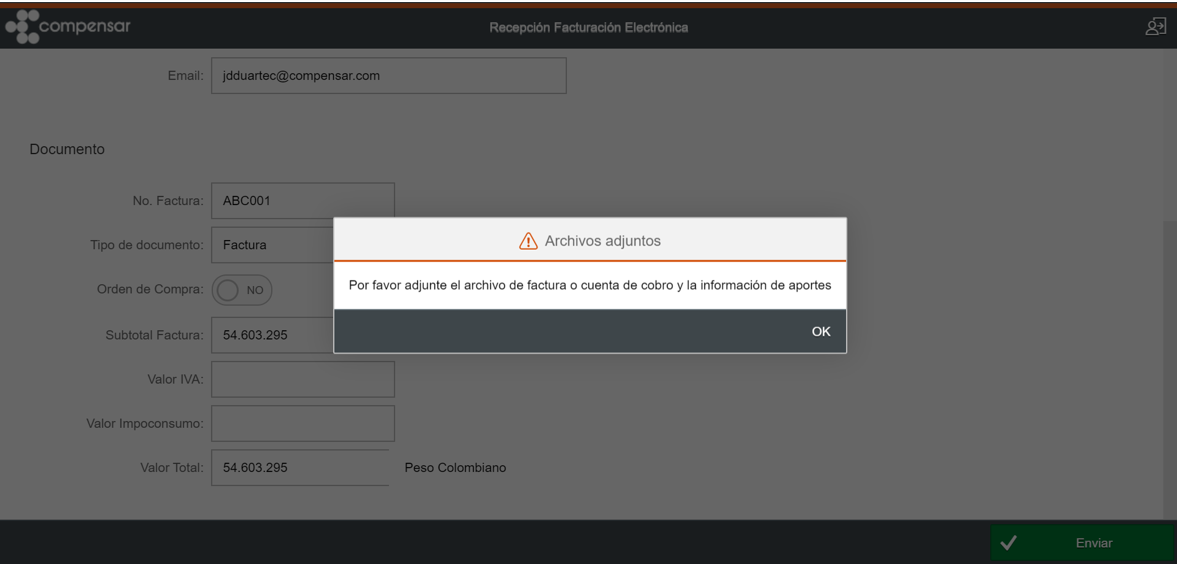 compensar
Recepción Facturación Electrónica
Email: jdduartec@compensar.com
Documento
No. Factura: ABC001
Tipo de documento: Factura
Orden de Compra: NO
Subtotal Factura: 54.603.295
Valor IVA:
Valor Impoconsumo:
Valor Total: 54.603.295 Peso Colombiano
Archivos adjuntos
Por favor adjunte el archivo de factura o cuenta de cobro y la información de aportes
OK
Enviar